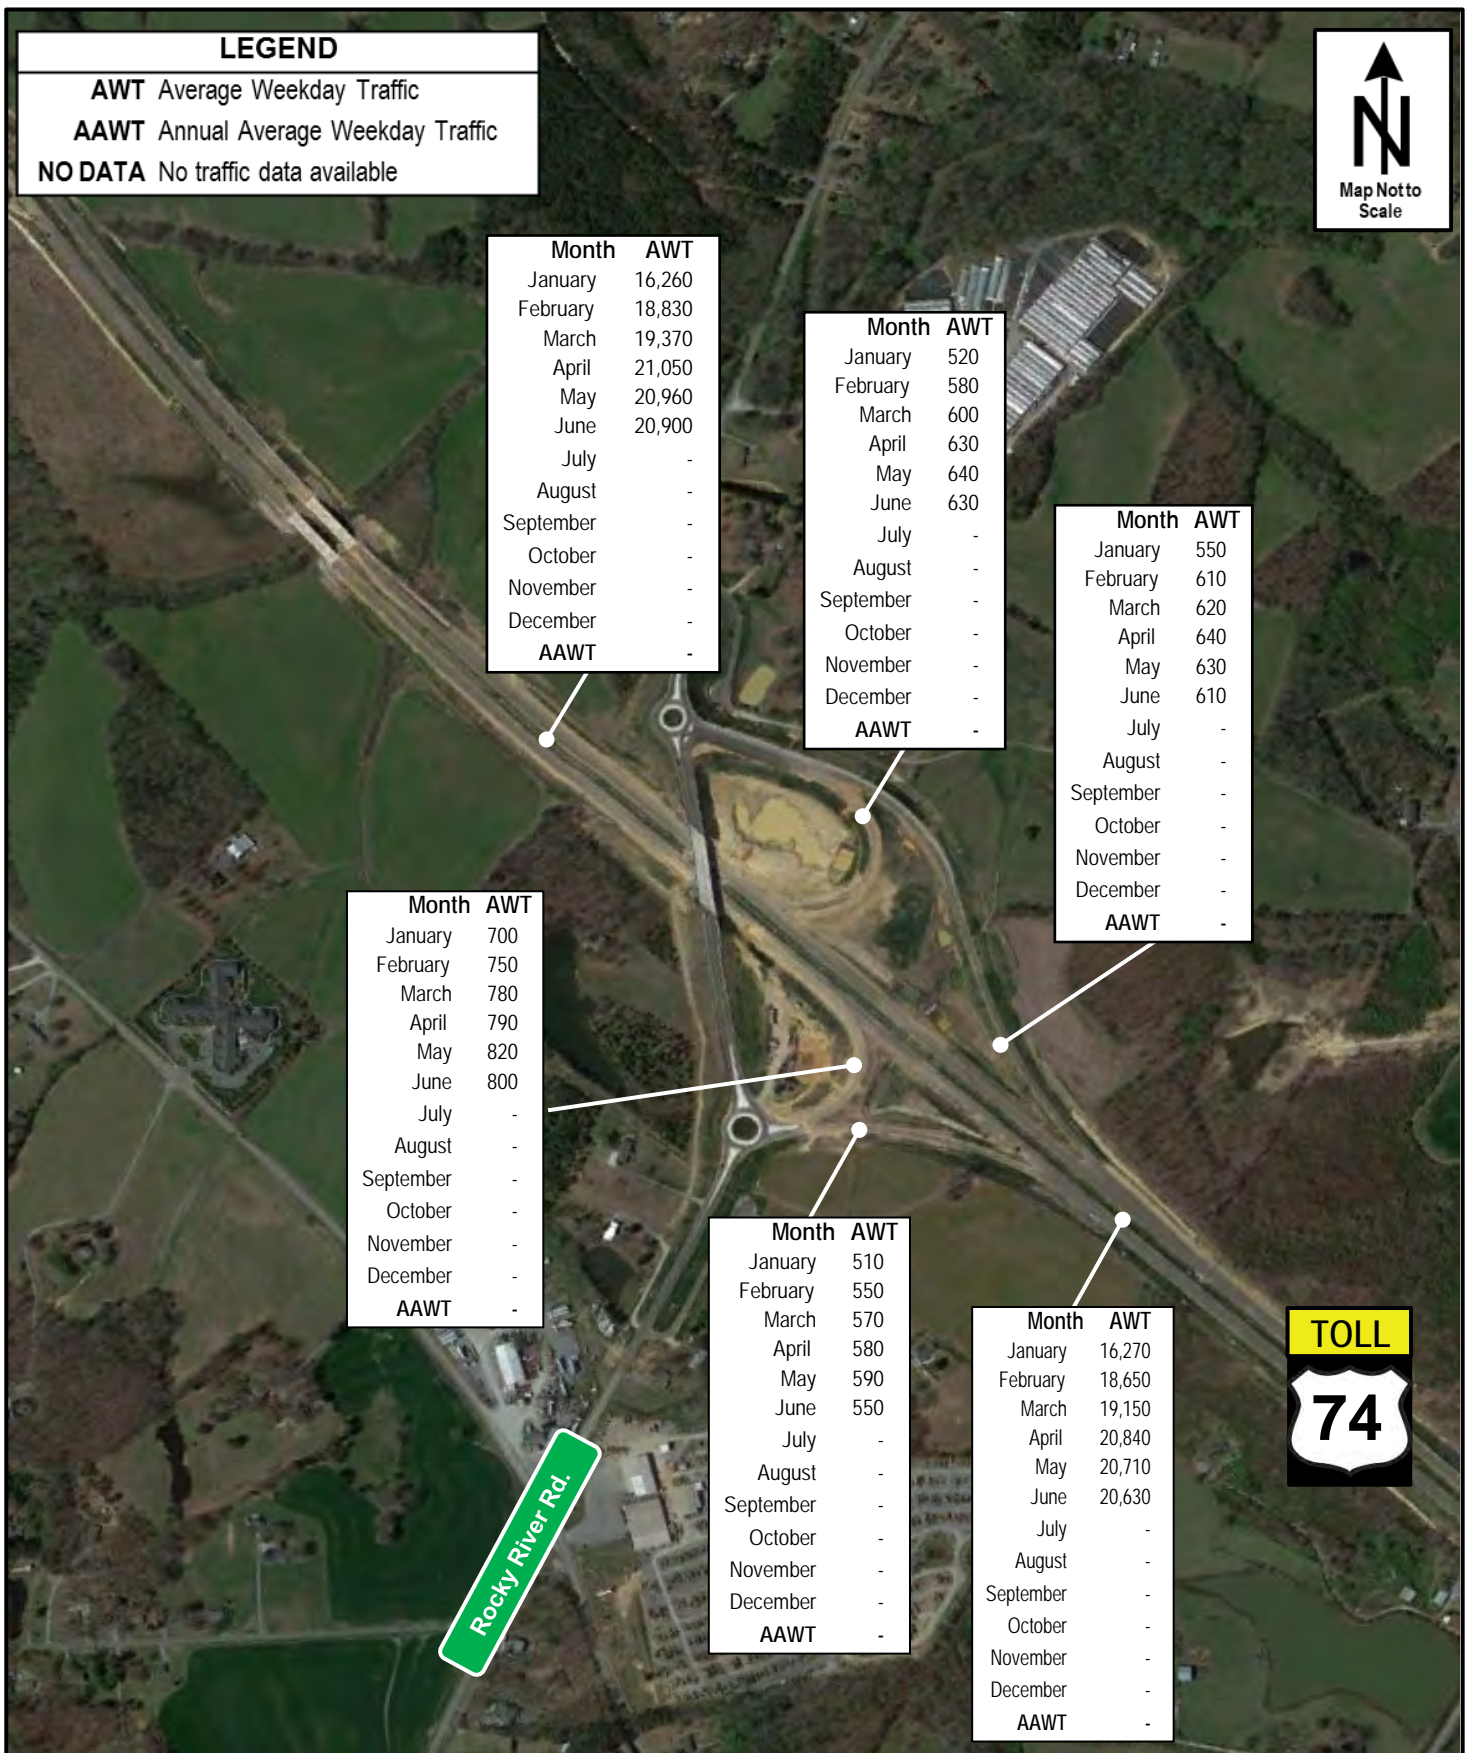 LEGEND
AWT Average Weekday Traffic
AAWT Annual Average Weekday Traffic
NO DATA No traffic data available
N
Map Not to
Scale
Month AWT
January 16,260
February 18,830
March 19,370
April 21,050
May 20,960
June 20,900
July -
August -
September -
October -
November -
December -
AAWT -
Month AWT
January 520
February 580
March 600
April 630
May 640
June 630
July -
August -
September -
October -
November -
December -
AAWT -
Month AWT
January 550
February 610
March 620
April 640
May 630
June 610
July -
August -
September -
October -
November -
December -
AAWT -
Month AWT
January 700
February 750
March 780
April 790
May 820
June 800
July -
August -
September -
October -
November -
December -
AAWT -
Month AWT
January 510
February 550
March 570
April 580
May 590
June 550
July -
August -
September -
October -
November -
December -
AAWT -
Month AWT
January 16,270
February 18,650
March 19,150
April 20,840
May 20,710
June 20,630
July -
August -
September -
October -
November -
December -
AAWT -
TOLL
74
Rocky River Rd.